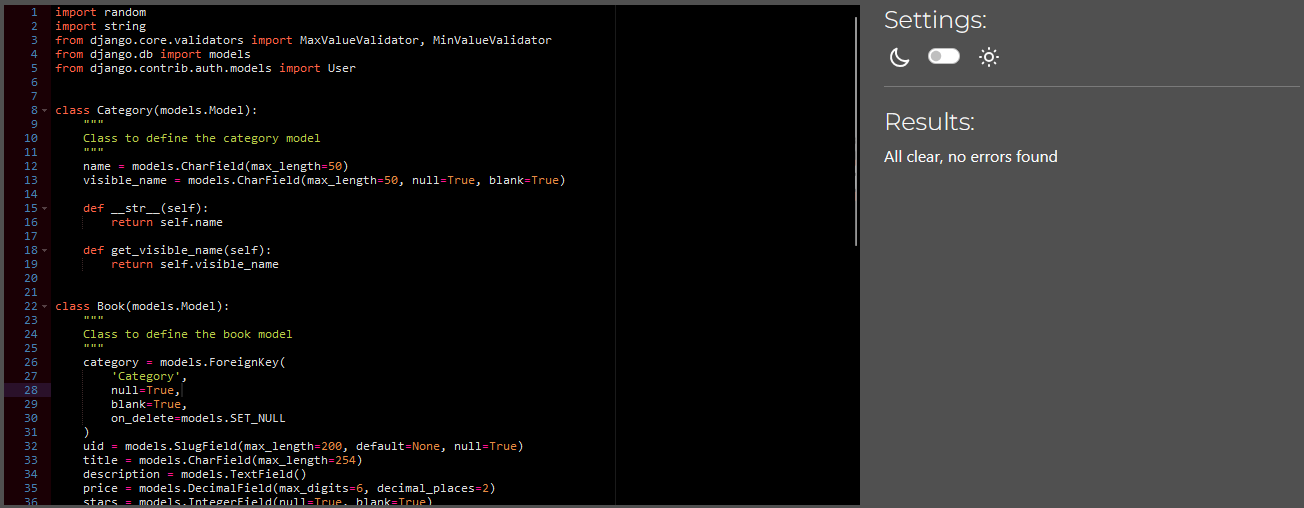 1 import random
2 import string
3 from django.core.validators import MaxValueValidator, MinValueValidator
4 from django.db import models
5 from django.contrib.auth.models import User
6
7
8 class Category(models.Model):
9     """
10     Class to define the category model
11     """
12     name = models.CharField(max_length=50)
13     visible_name = models.CharField(max_length=50, null=True, blank=True)
14
15     def __str__(self):
16         return self.name
17
18     def get_visible_name(self):
19         return self.visible_name
20
21
22 class Book(models.Model):
23     """
24     Class to define the book model
25     """
26     category = models.ForeignKey(
27         'Category',
28         null=True,
29         blank=True,
30         on_delete=models.SET_NULL
31     )
32     uid = models.SlugField(max_length=200, default=None, null=True)
33     title = models.CharField(max_length=254)
34     description = models.TextField()
35     price = models.DecimalField(max_digits=6, decimal_places=2)
36     stars = models.IntegerField(null=True, blank=True)
Settings:
Results:
All clear, no errors found